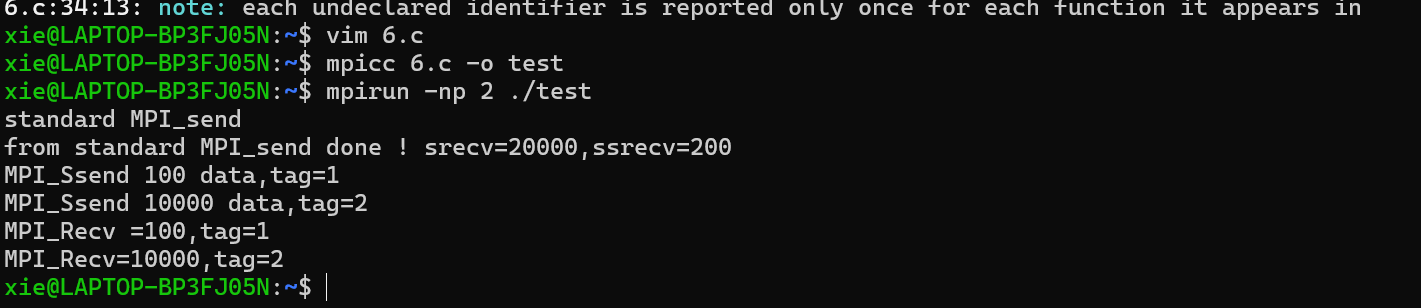 6.c:34:13: note: each undeclared identifier is reported only once for each function it appears in
xie@LAPTOP-BP3FJ05N:~$ vim 6.c
xie@LAPTOP-BP3FJ05N:~$ mpicc 6.c -o test
xie@LAPTOP-BP3FJ05N:~$ mpirun -np 2 ./test
standard MPI_send
from standard MPI_send done ! srecv=20000,ssrecv=200
MPI_Ssend 100 data,tag=1
MPI_Ssend 10000 data,tag=2
MPI_Recv =100,tag=1
MPI_Recv=10000,tag=2
xie@LAPTOP-BP3FJ05N:~$